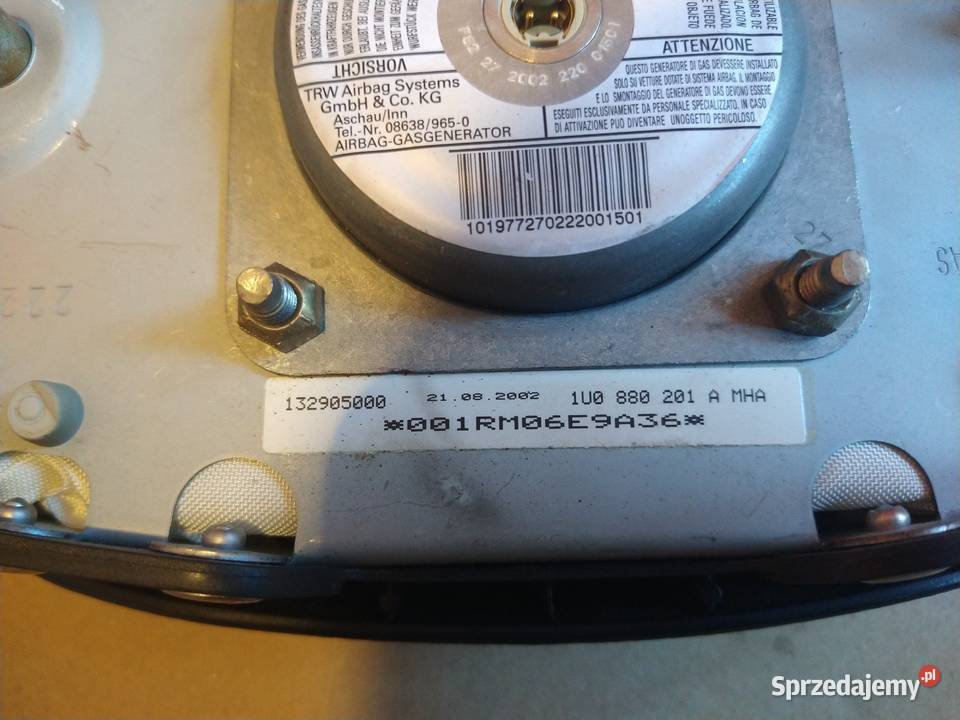 TRW Airbag Systems
GmbH & Co. KG
Aschau/Inn
Tel.-Nr. 08638/965-0
AIRBAG-GASGENERATOR
VORSICHT
27 2002 220 01501
ATTENZIONE
QUESTO GENERATORE DI GAS DEVESSERE INSTALLATO
SOLO SU VETTURE DOTATE DI SISTEMA AIRBAG. IL MONTAGGIO
E LO SMONTAGGIO DEL GENERATORE DI GAS DEVONO ESSERE
ESEGUITI ESCLUSIVAMENTE DA PERSONALE SPECIALIZZATO. IN CASO
DI ATTIVAZIONE PUO DIVENTARE UNOGGETTO PERICOLOSO.
101977270222001501
132905000 21.08.2002 1U0 880 201 A MHA
*001RM06E9A36*
Sprzedajemy.pl